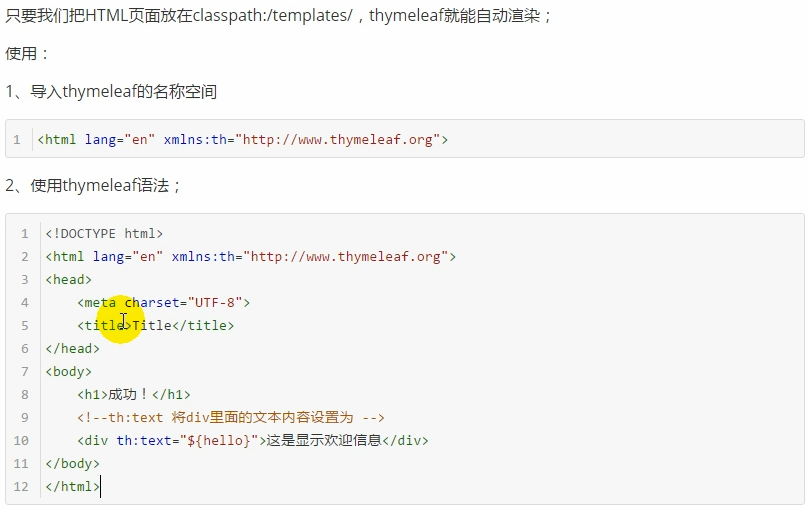 只要我们把HTML页面放在classpath:/templates/，thymeleaf就能自动渲染；
使用：
1、导入thymeleaf的名称空间
1 <html lang="en" xmlns:th="http://www.thymeleaf.org">
2、使用thymeleaf语法；
1 <!DOCTYPE html>
2 <html lang="en" xmlns:th="http://www.thymeleaf.org">
3 <head>
4     <meta charset="UTF-8">
5     <title>Title</title>
6 </head>
7 <body>
8     <h1>成功！</h1>
9     <!--th:text 将div里面的文本内容设置为 -->
10     <div th:text="${hello}">这是显示欢迎信息</div>
11 </body>
12 </html>